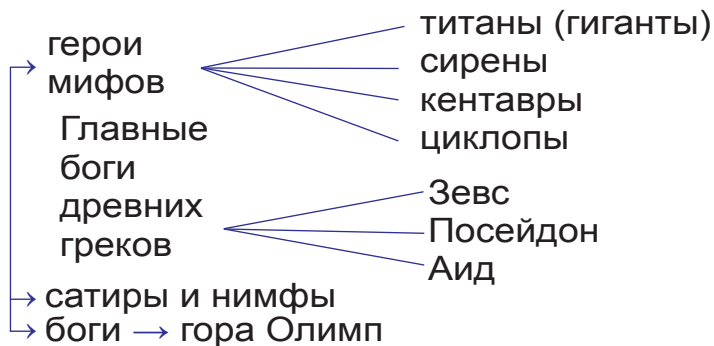 герои
мифов
титаны (гиганты)
сирены
кентавры
циклопы
Главные
боги
древних
греков
Зевс
Посейдон
Аид
сатиры и нимфы
боги → гора Олимп